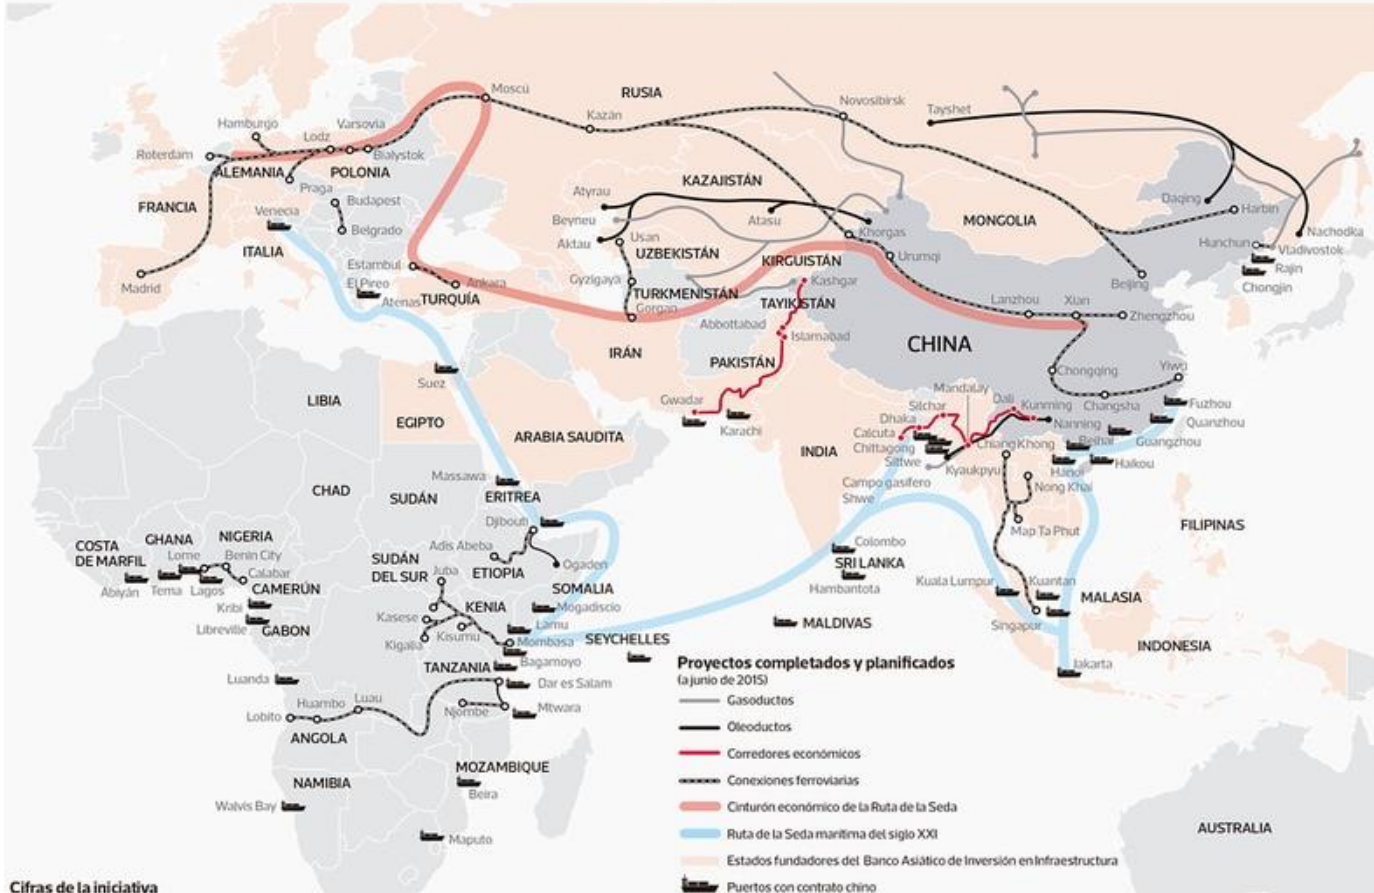 RUSIA
Moscú
Kazán
Novosibirsk
Tayshet
Hamburgo
Lodz
Varsovia
Roterdam
Bialystok
ALEMANIA
POLONIA
Praga
KAZAJISTÁN
Atyrau
Daqing
FRANCIA
Budapest
Beyneu
Atasu
MONGOLIA
Harbin
Venecia
Belgrado
Aktau
Usan
Khorgas
Nachodka
ITALIA
UZBEKISTÁN
Urumqi
Hunchun
Vladivostok
Estambul
KIRGUISTÁN
Rajin
Madrid
El Pireo
Ankara
Gyzigaya
Kashgar
Beijing
Chongjin
Atenas
TURQUÍA
TURKMENISTÁN
TAYIKISTÁN
Lanzhou
Xian
Gorgan
Zhengzhou
Abbottabad
Islamabad
IRÁN
PAKISTÁN
CHINA
Suez
Chongqing
Yiwu
LIBIA
Gwadar
Mandalay
Dali
Kunming
Changsha
Fuzhou
EGIPTO
Karachi
Silchar
Dhaka
Nanning
Quanzhou
ARABIA SAUDITA
Calcuta
Chittagong
Chiang Khong
Beihai
Guangzhou
INDIA
Sittwe
Kyaukpyu
Hanoi
Haikou
Massawa
Campo gasífero
Shwe
Nong Khai
CHAD
SUDÁN
ERITREA
Djibouti
Map Ta Phut
FILIPINAS
COSTA
DE MARFIL
GHANA
NIGERIA
Lome
Benin City
Adis Abeba
SUDÁN
DEL SUR
Colombo
Calabar
Juba
ETIOPIA
Ogaden
SRI LANKA
Abiyán
Tema
Lagos
CAMERÚN
SOMALIA
Hambantota
Kuala Lumpur
Kuantan
Kribi
Kasese
KENIA
Mogadiscio
MALASIA
Libreville
GABON
Kisumu
Lamu
MALDIVAS
Singapur
Kigalia
Mombasa
SEYCHELLES
INDONESIA
TANZANIA
Bagamoyo
Jakarta
Luanda
Dar es Salam
Huambo
Luau
Lobito
Njombe
Mtwara
ANGOLA
MOZAMBIQUE
NAMIBIA
Beira
Walvis Bay
Maputo
AUSTRALIA
Proyectos completados y planificados
(a junio de 2015)
Gasoductos
Oleoductos
Corredores económicos
Conexiones ferroviarias
Cinturón económico de la Ruta de la Seda
Ruta de la Seda marítima del siglo XXI
Estados fundadores del Banco Asiático de Inversión en Infraestructura
Puertos con contrato chino
Cifras de la iniciativa